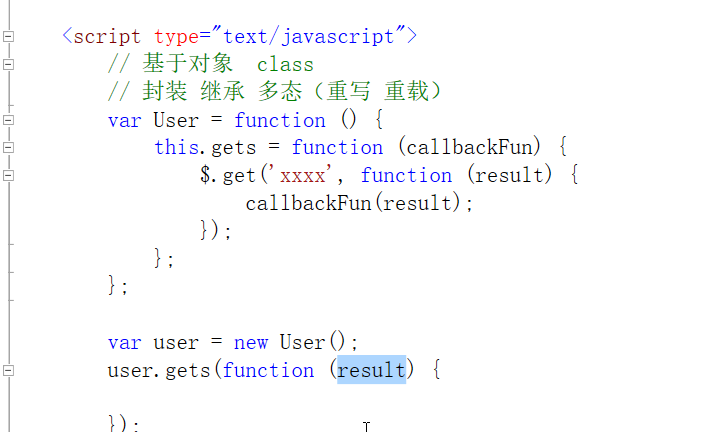 <script type="text/javascript">
// 基于对象  class
// 封装 继承 多态（重写 重载）
var User = function () {
this.gets = function (callbackFun) {
$.get('xxxx', function (result) {
callbackFun(result);
});
};
};
var user = new User();
user.gets(function (result) {
});